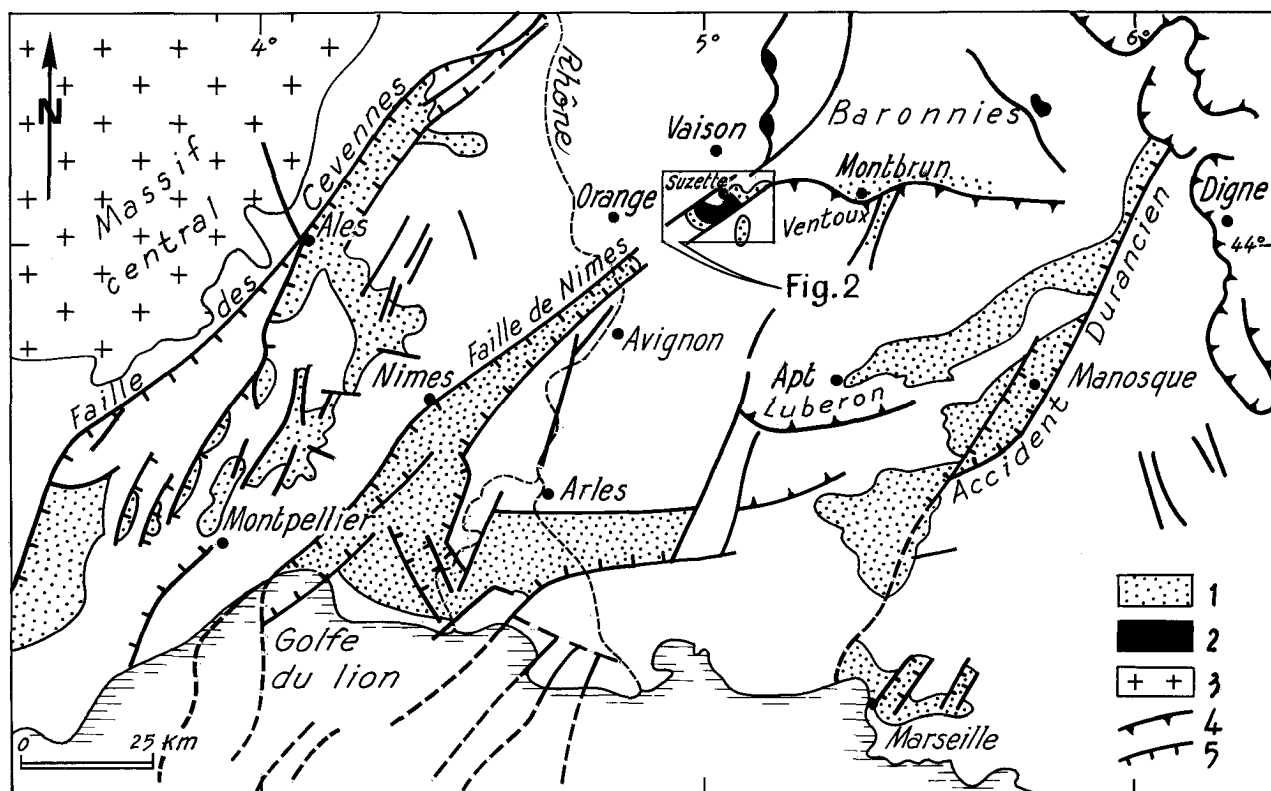 4°
5°
6°
N
Massif
central
Faille des Cevennes
Alès
Rhône
Vaison
Baronnies
Suzette
Montbrun
Orange
Ventoux
Digne
44°
Fig.2
Faille de Nimes
Nimes
Avignon
Apt
Luberon
Manosque
Accident Durancien
Arles
Montpellier
Golfe
du lion
Marseille
0 25 Km
1
2
3
4
5